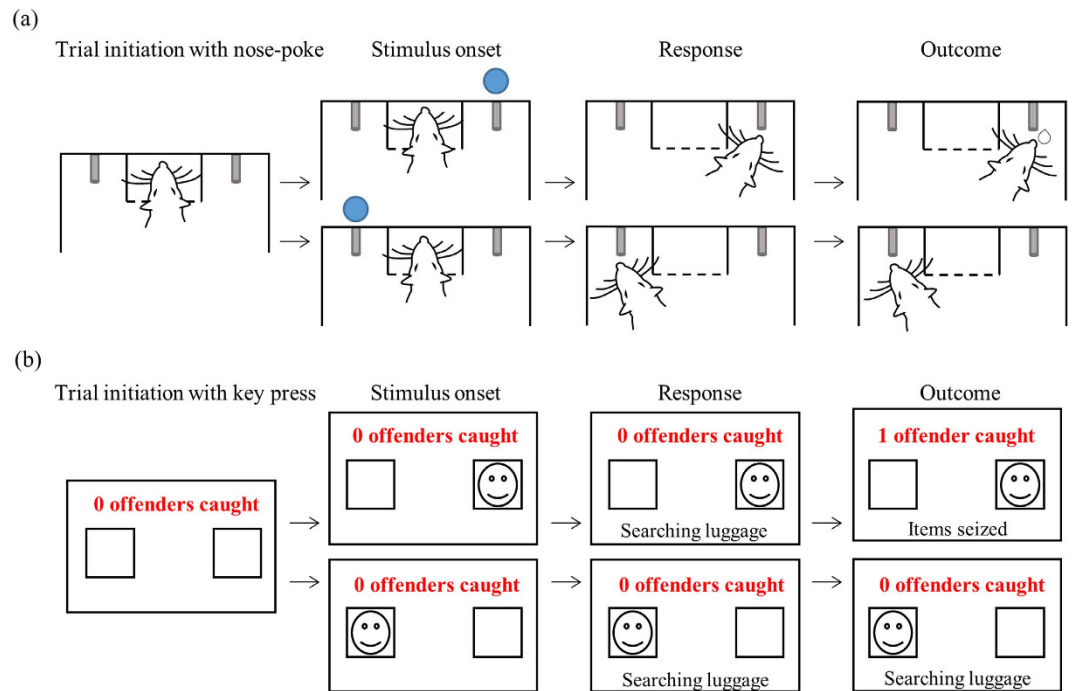 (a)
Trial initiation with nose-poke
Stimulus onset
Response
Outcome
(b)
Trial initiation with key press
Stimulus onset
Response
Outcome
0 offenders caught
0 offenders caught
0 offenders caught
Searching luggage
1 offender caught
Items seized
0 offenders caught
0 offenders caught
Searching luggage
0 offenders caught
Searching luggage